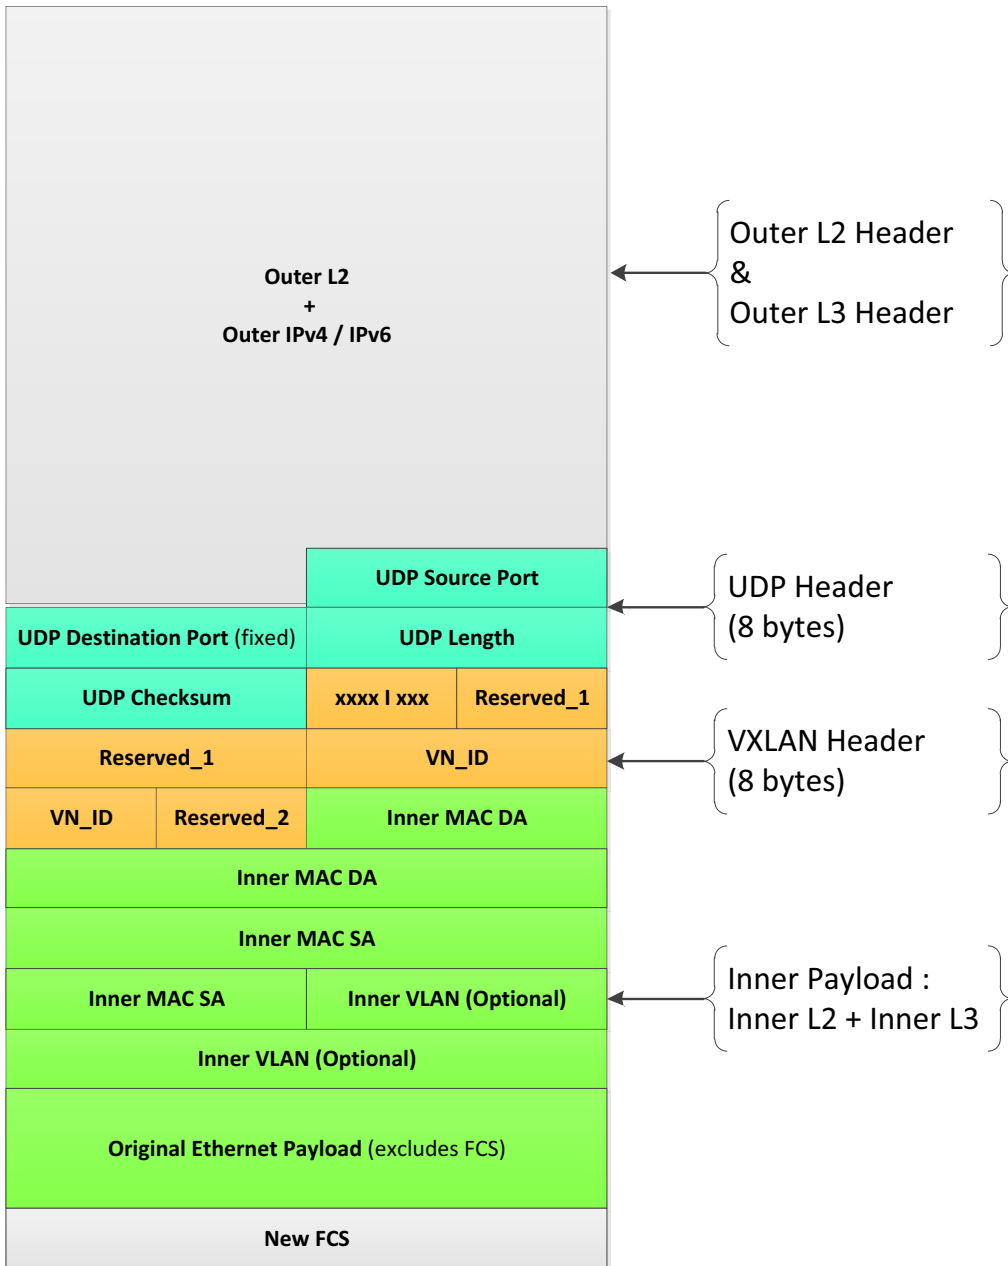 Outer L2
+
Outer IPv4 / IPv6
Outer L2 Header
&
Outer L3 Header
UDP Source Port
UDP Destination Port (fixed)
UDP Length
UDP Header
(8 bytes)
UDP Checksum
xxxx I xxx
Reserved_1
Reserved_1
VN_ID
VXLAN Header
(8 bytes)
VN_ID
Reserved_2
Inner MAC DA
Inner MAC DA
Inner MAC SA
Inner MAC SA
Inner VLAN (Optional)
Inner Payload :
Inner L2 + Inner L3
Inner VLAN (Optional)
Original Ethernet Payload (excludes FCS)
New FCS